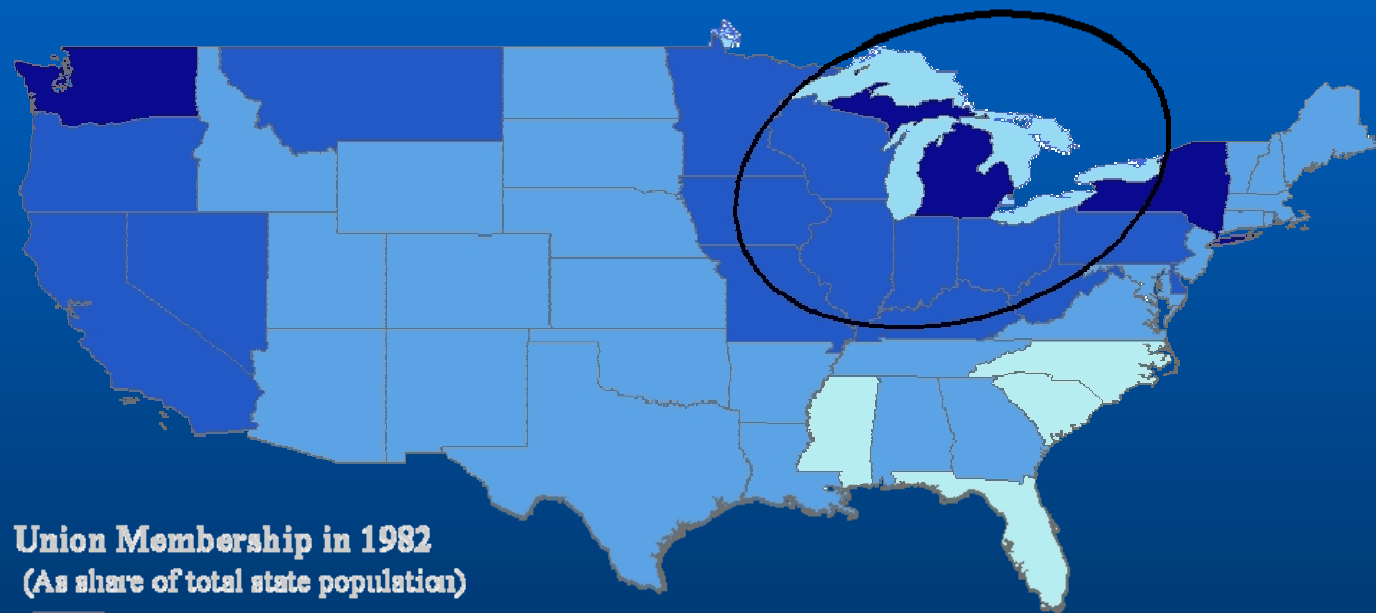 Union Membership in 1982
(As share of total state population)